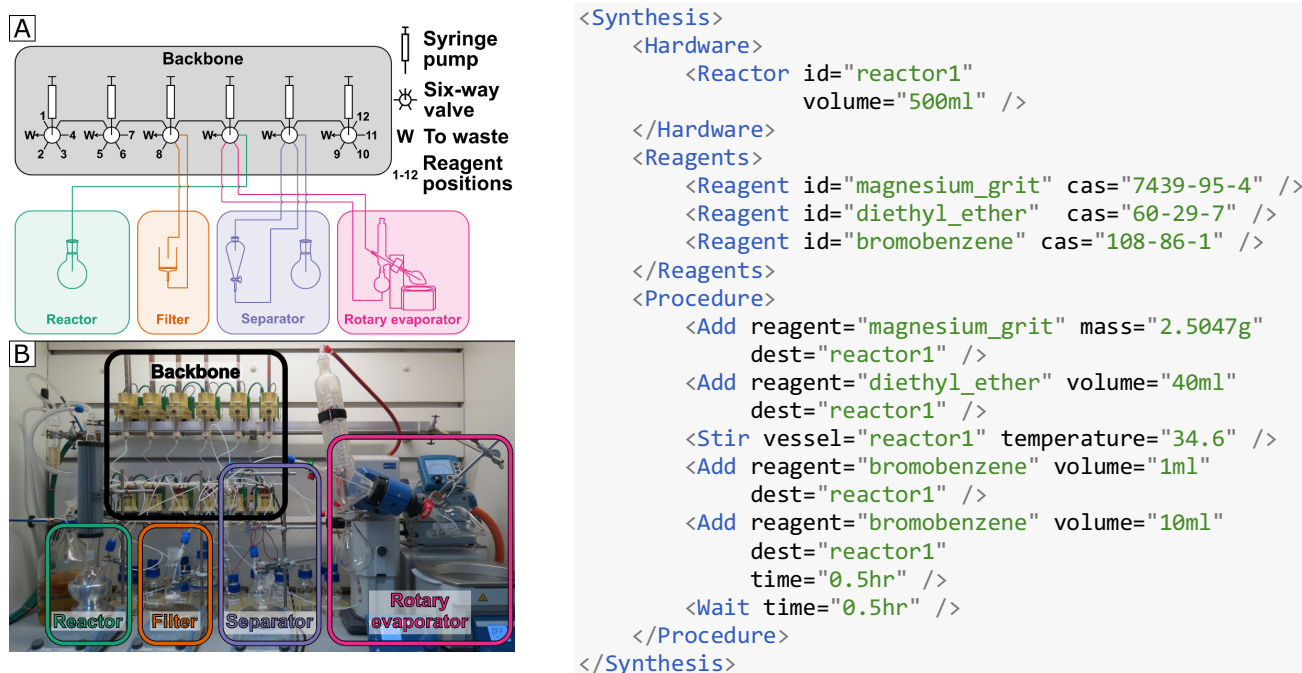 A
Backbone
1
12
W
4
W
7
W
W
W
W
11
2
3
5
6
8
9
10
Syringe
pump
Six-way
valve
W To waste
1-12 Reagent
positions
Reactor
Filter
Separator
Rotary evaporator
B
Backbone
Reactor
Filter
Separator
Rotary
evaporator
<Synthesis>
<Hardware>
<Reactor id="reactor1"
volume="500ml" />
</Hardware>
<Reagents>
<Reagent id="magnesium_grit" cas="7439-95-4" />
<Reagent id="diethyl_ether" cas="60-29-7" />
<Reagent id="bromobenzene" cas="108-86-1" />
</Reagents>
<Procedure>
<Add reagent="magnesium_grit" mass="2.5047g"
dest="reactor1" />
<Add reagent="diethyl_ether" volume="40ml"
dest="reactor1" />
<Stir vessel="reactor1" temperature="34.6" />
<Add reagent="bromobenzene" volume="1ml"
dest="reactor1" />
<Add reagent="bromobenzene" volume="10ml"
dest="reactor1"
time="0.5hr" />
<Wait time="0.5hr" />
</Procedure>
</Synthesis>